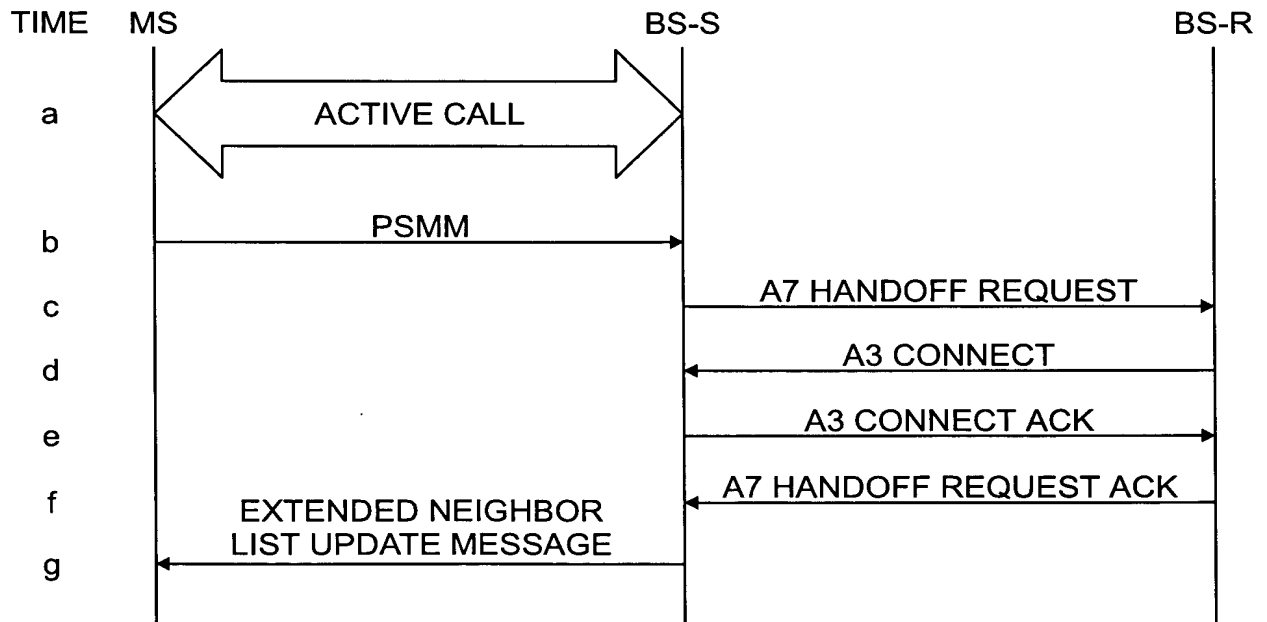 TIME MS BS-S BS-R
a ACTIVE CALL
b PSMM
c A7 HANDOFF REQUEST
d A3 CONNECT
e A3 CONNECT ACK
f A7 HANDOFF REQUEST ACK
EXTENDED NEIGHBOR
LIST UPDATE MESSAGE
g